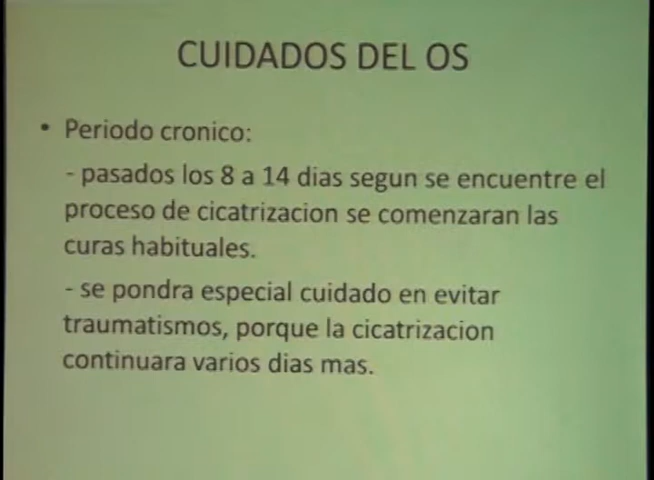 CUIDADOS DEL OS
• Periodo cronico:
- pasados los 8 a 14 dias segun se encuentre el
proceso de cicatrizacion se comenzaran las
curas habituales.
- se pondra especial cuidado en evitar
traumatismos, porque la cicatrizacion
continuara varios dias mas.